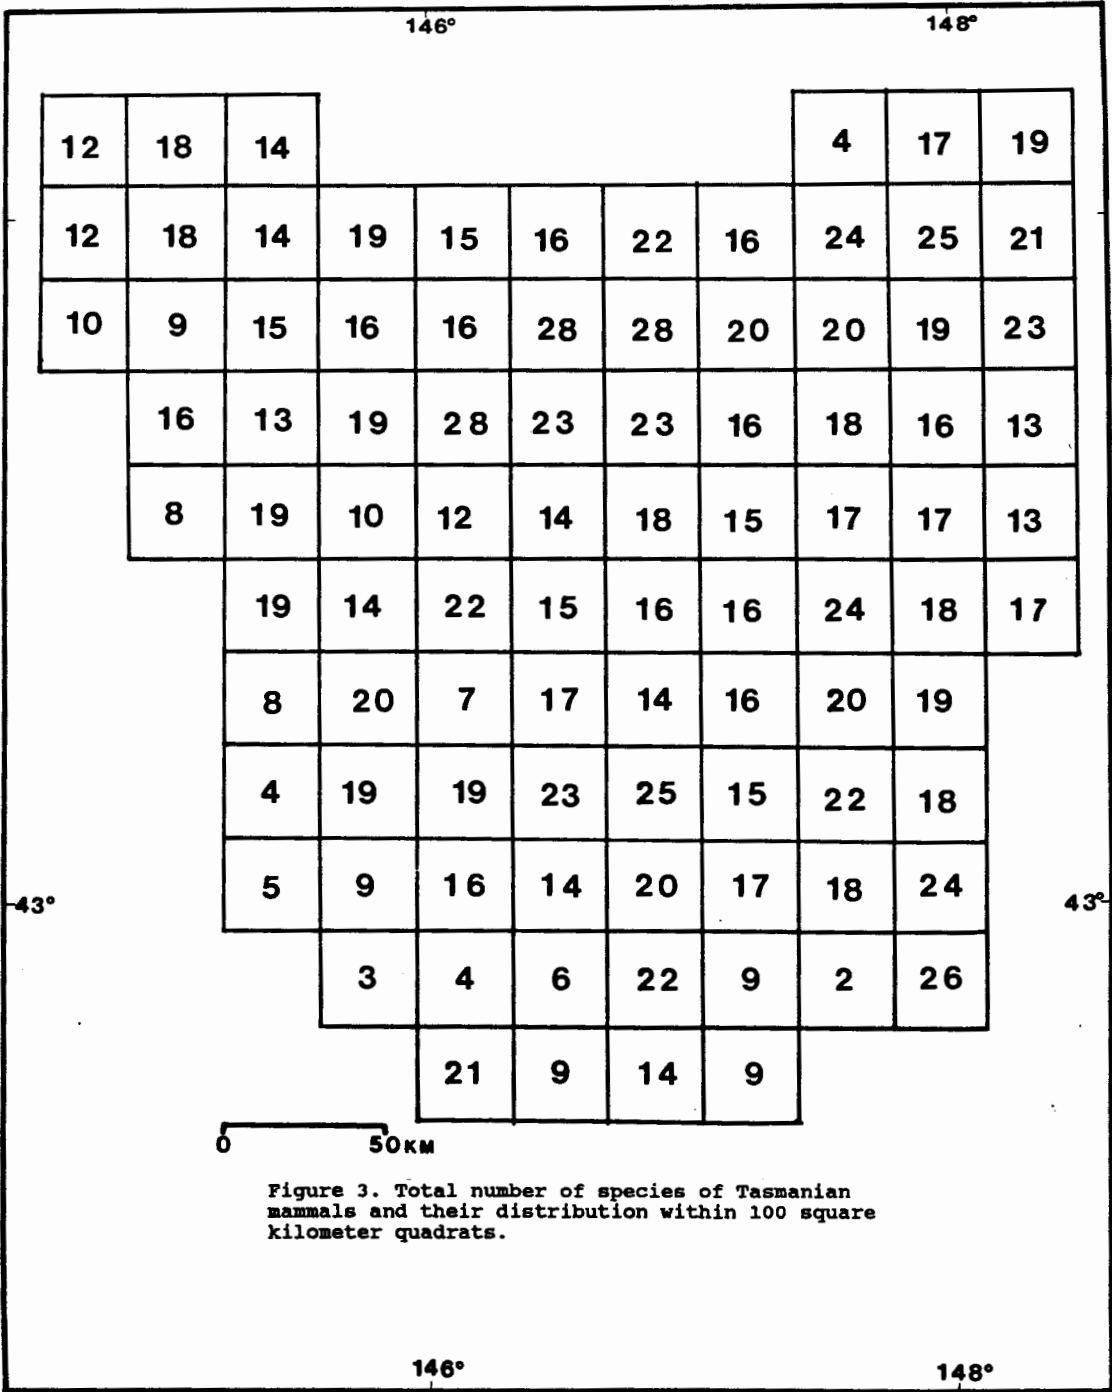 146° 148°
12 18 14 4 17 19
12 18 14 19 15 16 22 16 24 25 21
10 9 15 16 16 28 28 20 20 19 23
16 13 19 28 23 23 16 18 16 13
8 19 10 12 14 18 15 17 17 13
19 14 22 15 16 16 24 18 17
8 20 7 17 14 16 20 19
4 19 19 23 25 15 22 18
5 9 16 14 20 17 18 24
43° 43°
3 4 6 22 9 2 26
21 9 14 9
0 50KM
Figure 3. Total number of species of Tasmanian
mammals and their distribution within 100 square
kilometer quadrats.
146° 148°